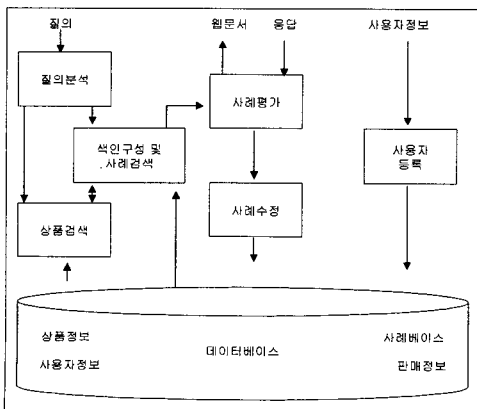 질의
웹문서
응답
사용자정보
질의분석
사례평가
색인구성 및
사례검색
사용자
등록
상품검색
사례수정
상품정보
사용자정보
데이터베이스
사례베이스
판매정보